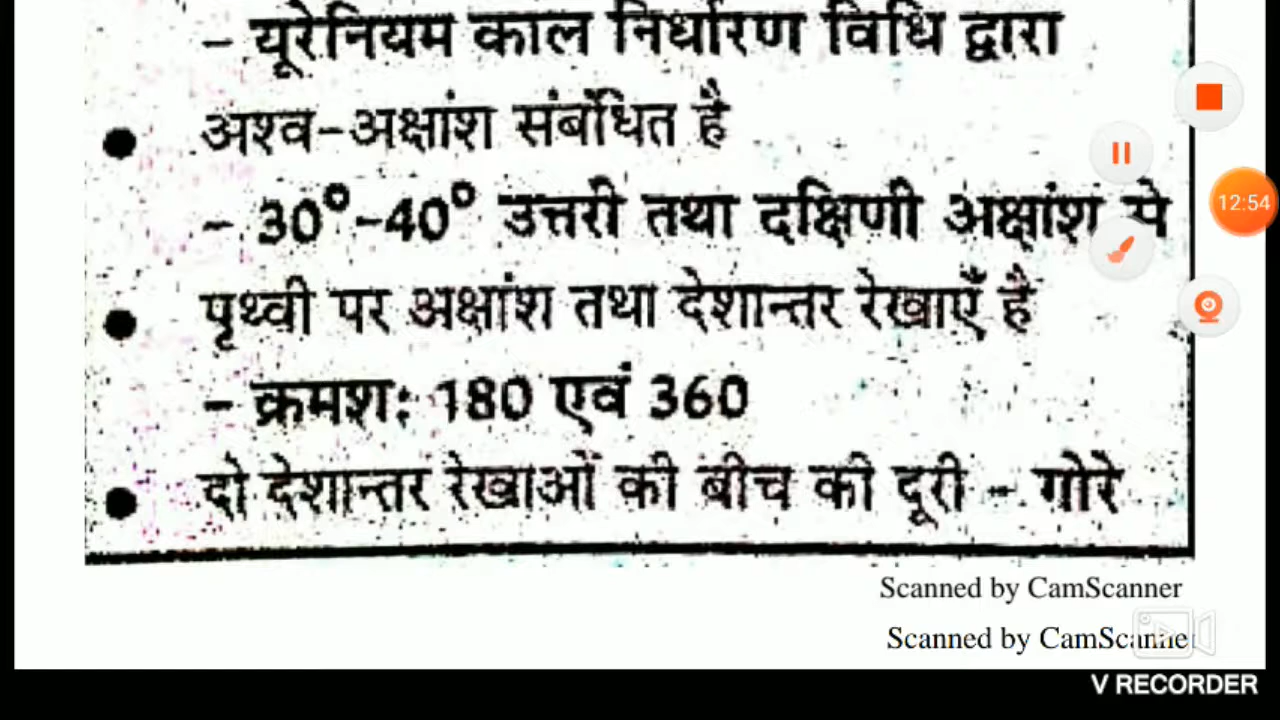 – यूरेनियम काल निर्धारण विधि द्वारा
● अश्व-अक्षांश संबंधित है
– 30°-40° उत्तरी तथा दक्षिणी अक्षांश से
● पृथ्वी पर अक्षांश तथा देशान्तर रेखाएँ है
– क्रमशः 180 एवं 360
● दो देशान्तर रेखाओं की बीच की दूरी – गोरे
12:54
Scanned by CamScanner
Scanned by CamScanne
V RECORDER